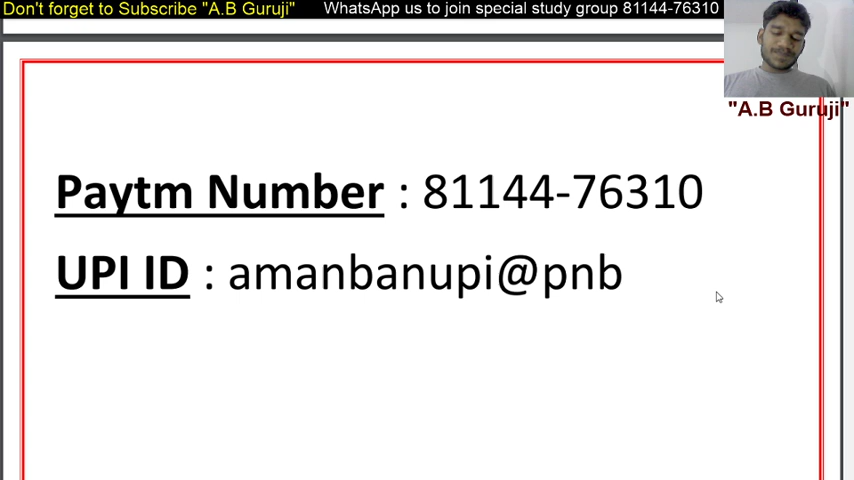 Don't forget to Subscribe "A.B Guruji" WhatsApp us to join special study group 81144-76310
"A.B Guruji"
Paytm Number : 81144-76310
UPI ID : amanbanupi@pnb